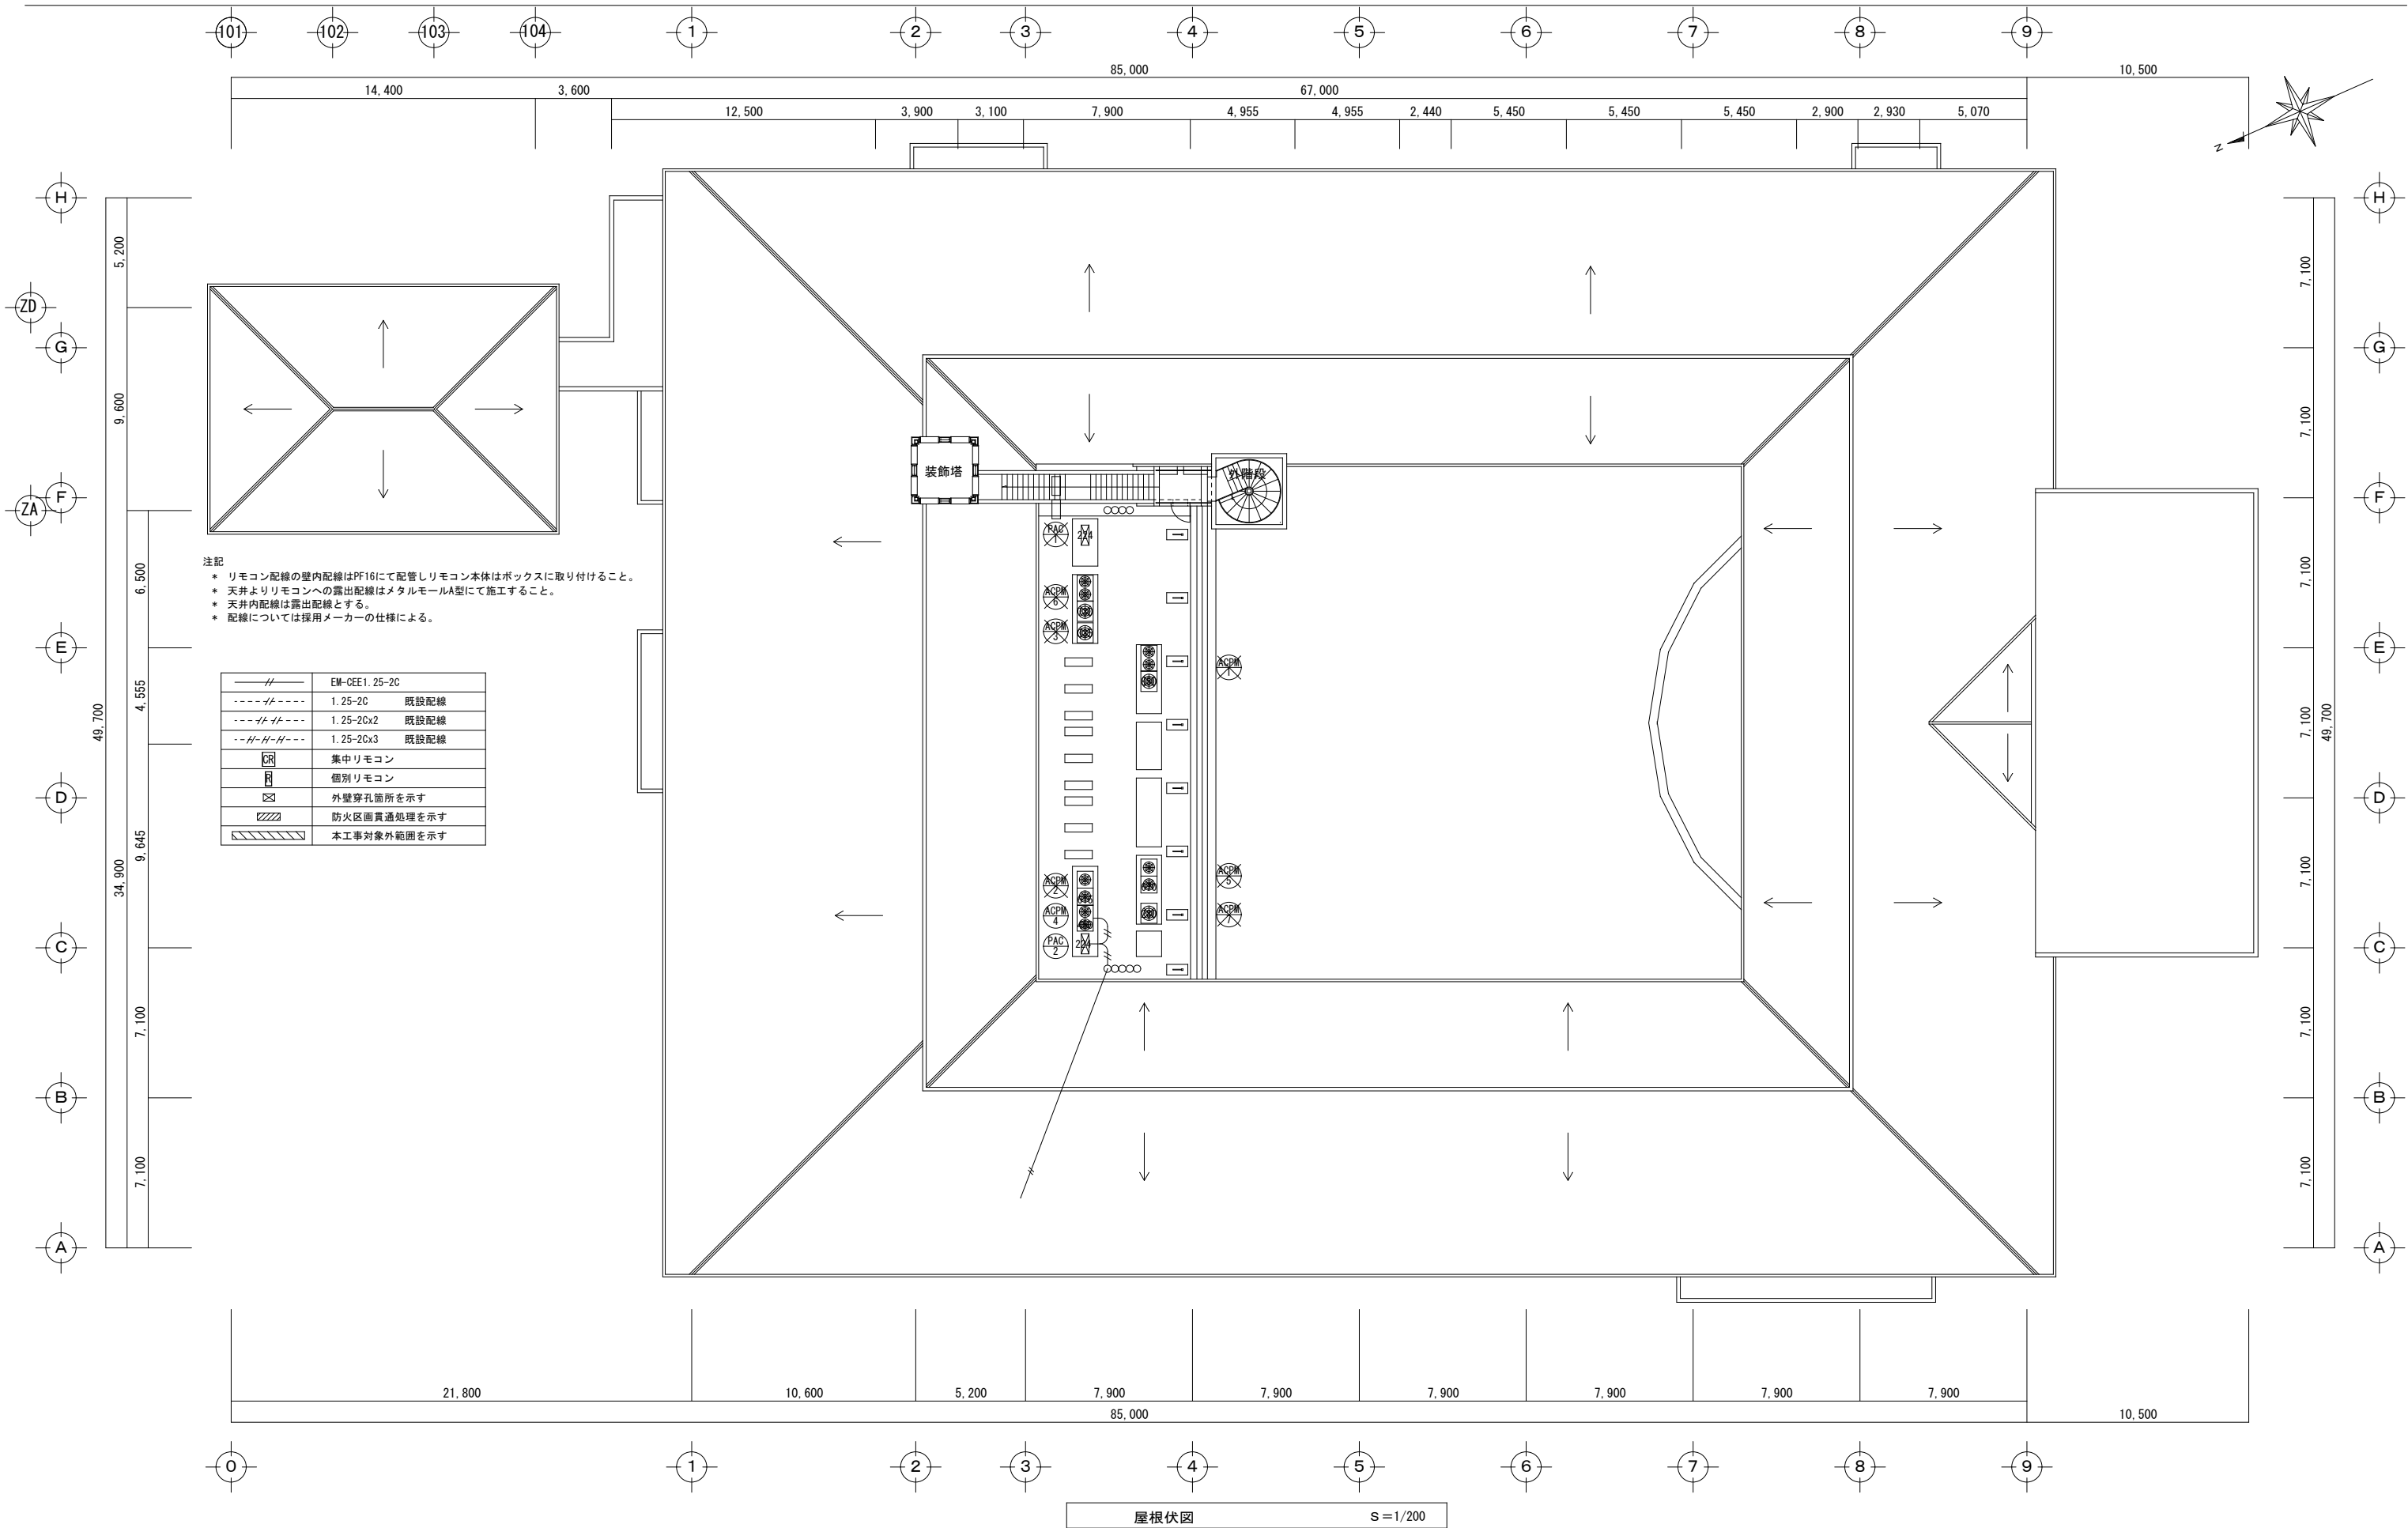 101 102 103 104 1 2 3 4 5 6 7 8 9
85,000 10,500
14,400 3,600 67,000
12,500 3,900 3,100 7,900 4,955 4,955 2,440 5,450 5,450 5,450 2,900 2,930 5,070
N
H H
5,200 7,100
ZD
G G
9,600 7,100
装飾塔 外階段
F F
ZA
PAC 1 224
注記
* リモコン配線の壁内配線はPF16にて配管しリモコン本体はボックスに取り付けること。
* 天井よりリモコンへの露出配線はメタルモールA型にて施工すること。
* 天井内配線は露出配線とする。
* 配線については採用メーカーの仕様による。
6,500 7,100
ACPM 6
ACPM 3
E E
ACPM 1
EM-CEE1.25-2C
1.25-2C 既設配線
1.25-2Cx2 既設配線
1.25-2Cx3 既設配線
CR 集中リモコン
R 個別リモコン
外壁穿孔箇所を示す
防火区画貫通処理を示す
本工事対象外範囲を示す
4,555 7,100
49,700 49,700
D D
9,645 7,100
34,900
ACPM 2 ACPM 5
ACPM 4 ACPM 7
PAC 2 224
C C
7,100 7,100
B B
7,100 7,100
A A
21,800 10,600 5,200 7,900 7,900 7,900 7,900 7,900 7,900
85,000 10,500
0 1 2 3 4 5 6 7 8 9
屋根伏図 S=1/200